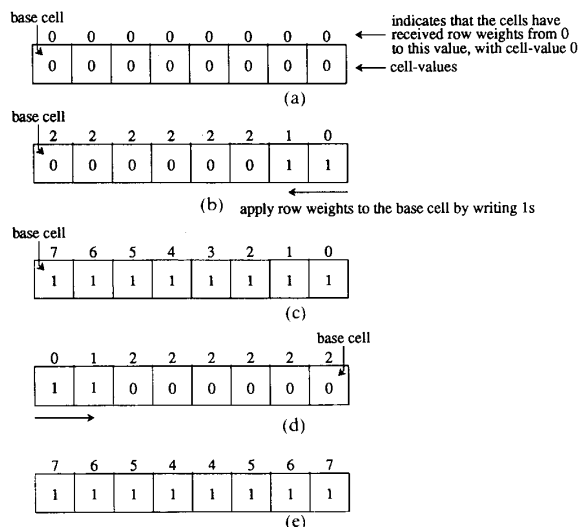 base cell
0 0 0 0 0 0 0 0
indicates that the cells have
received row weights from 0
to this value, with cell-value 0
0 0 0 0 0 0 0 0
cell-values
(a)
base cell
2 2 2 2 2 2 1 0
0 0 0 0 0 0 1 1
(b) apply row weights to the base cell by writing 1s
base cell
7 6 5 4 3 2 1 0
1 1 1 1 1 1 1 1
(c)
base cell
0 1 2 2 2 2 2 2
1 1 0 0 0 0 0 0
(d)
7 6 5 4 4 5 6 7
1 1 1 1 1 1 1 1
(e)